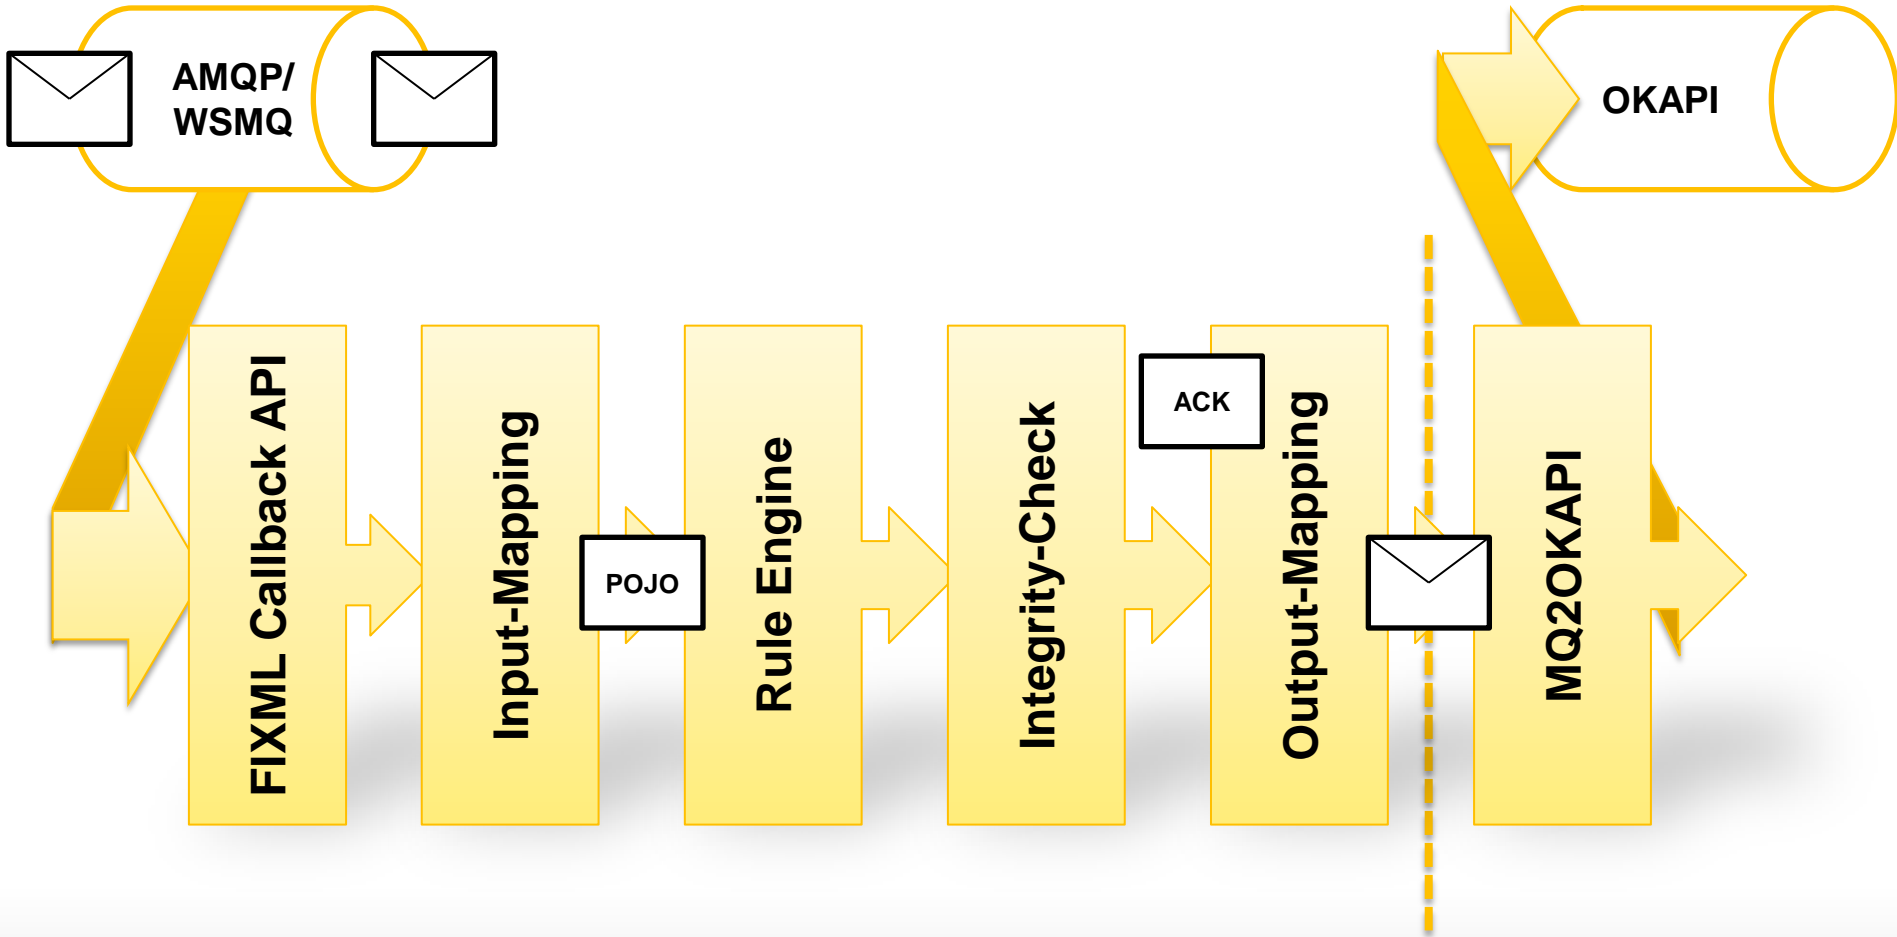 AMQP/
WSMQ
OKAPI
FIXML Callback API
Input-Mapping
POJO
Rule Engine
Integrity-Check
ACK
Output-Mapping
MQ2OKAPI